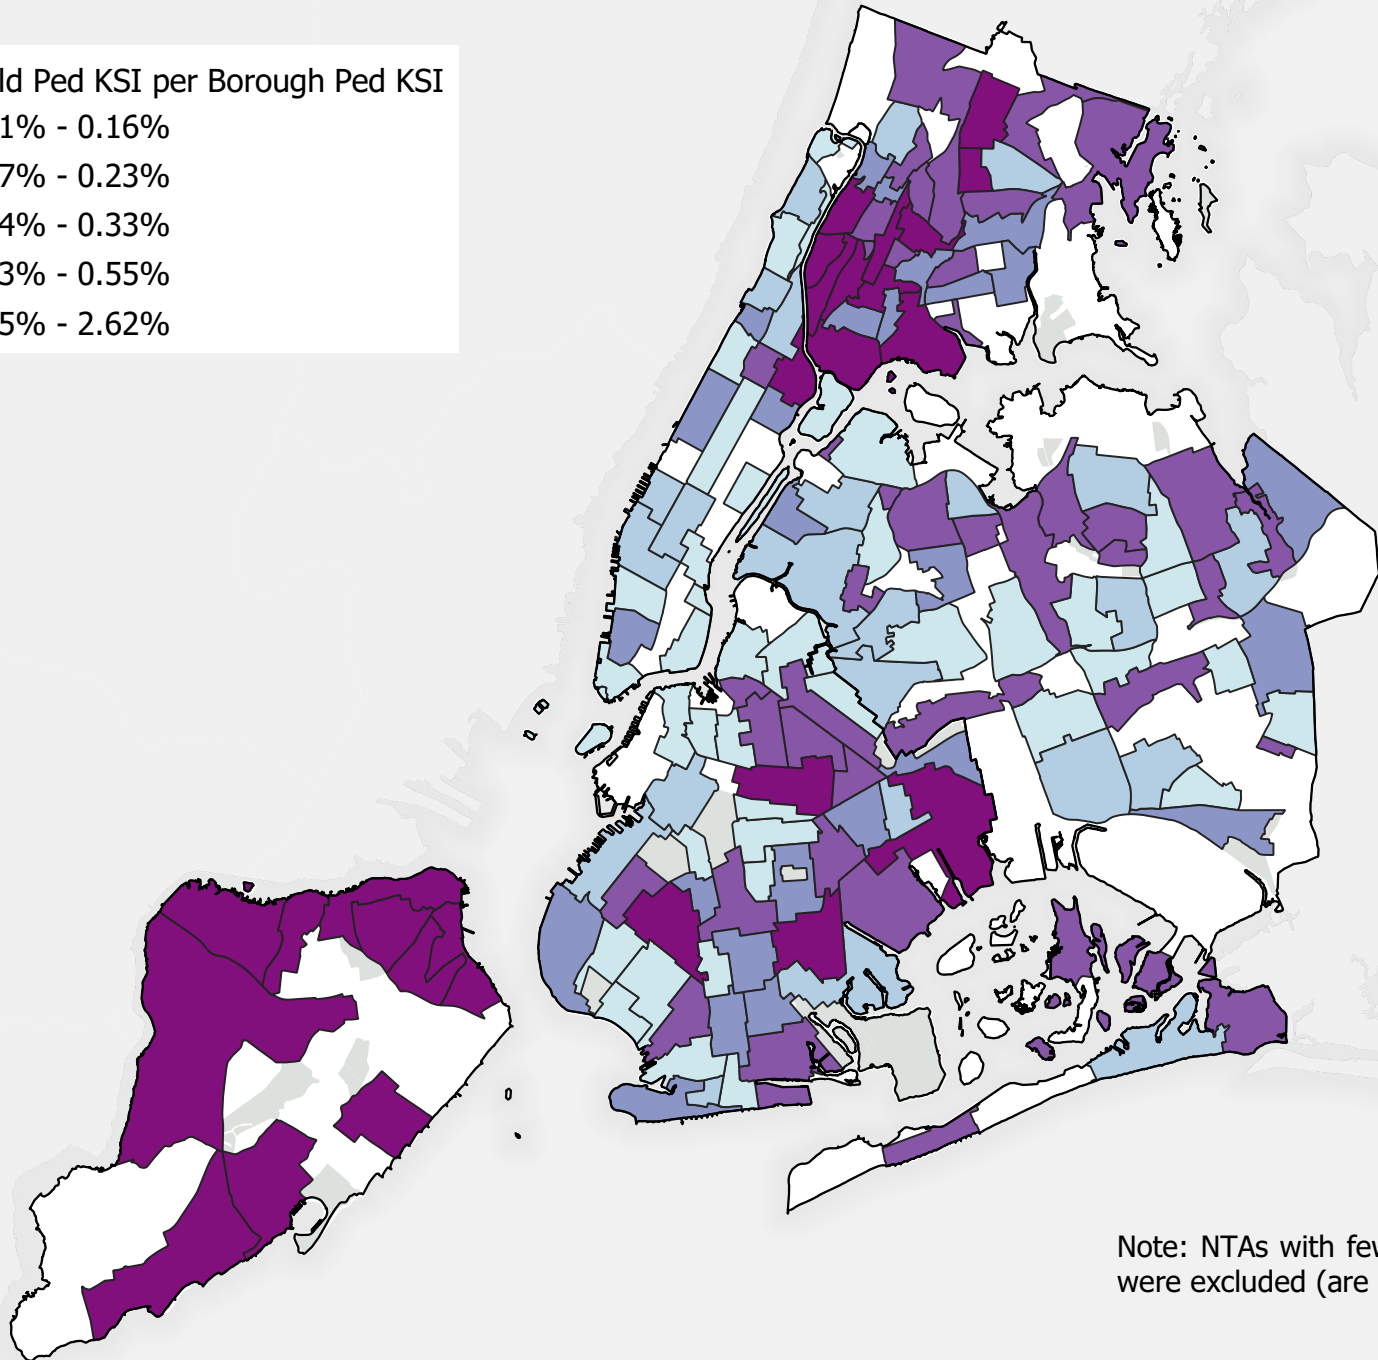 ld Ped KSI per Borough Ped KSI
1% - 0.16%
7% - 0.23%
4% - 0.33%
3% - 0.55%
5% - 2.62%
Note: NTAs with few
were excluded (are